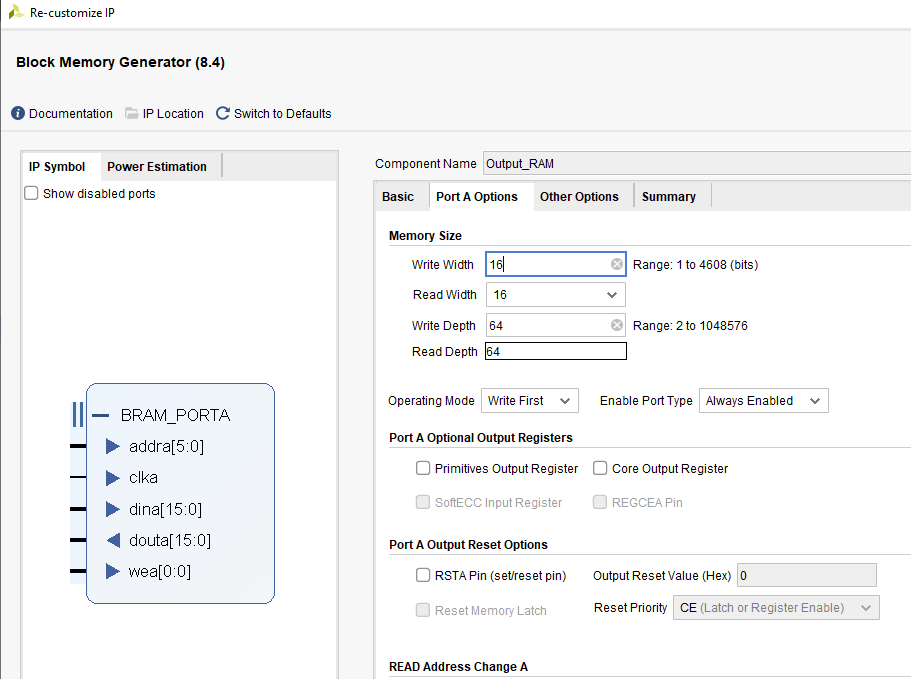 Re-customize IP
Block Memory Generator (8.4)
Documentation IP Location Switch to Defaults
IP Symbol Power Estimation
Show disabled ports
BRAM_PORTA
addra[5:0]
clka
dina[15:0]
douta[15:0]
wea[0:0]
Component Name Output_RAM
Basic Port A Options Other Options Summary
Memory Size
Write Width 16 Range: 1 to 4608 (bits)
Read Width 16
Write Depth 64 Range: 2 to 1048576
Read Depth 64
Operating Mode Write First Enable Port Type Always Enabled
Port A Optional Output Registers
Primitives Output Register Core Output Register
SoftECC Input Register REGCEA Pin
Port A Output Reset Options
RSTA Pin (set/reset pin) Output Reset Value (Hex) 0
Reset Memory Latch Reset Priority CE (Latch or Register Enable)
READ Address Change A